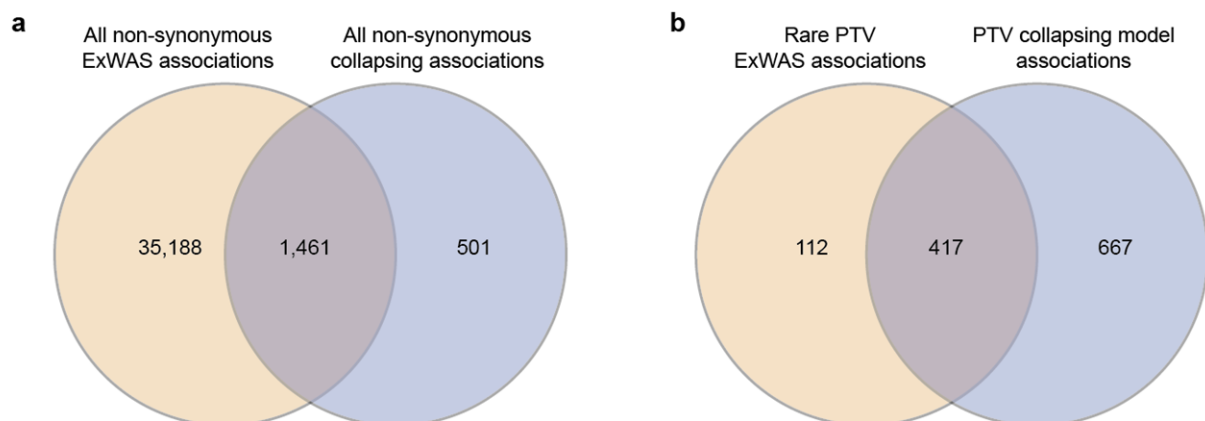 a
All non-synonymous
ExWAS associations
All non-synonymous
collapsing associations
35,188
1,461
501
b
Rare PTV
ExWAS associations
PTV collapsing model
associations
112
417
667